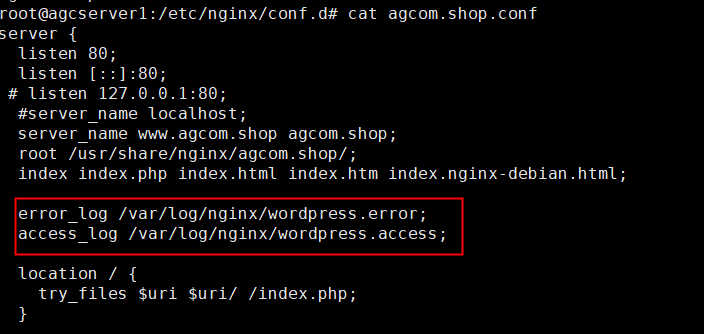 root@agcserver1:/etc/nginx/conf.d# cat agcom.shop.conf
server {
listen 80;
listen [::]:80;
# listen 127.0.0.1:80;
#server_name localhost;
server_name www.agcom.shop agcom.shop;
root /usr/share/nginx/agcom.shop/;
index index.php index.html index.htm index.nginx-debian.html;
error_log /var/log/nginx/wordpress.error;
access_log /var/log/nginx/wordpress.access;
location / {
try_files $uri $uri/ /index.php;
}